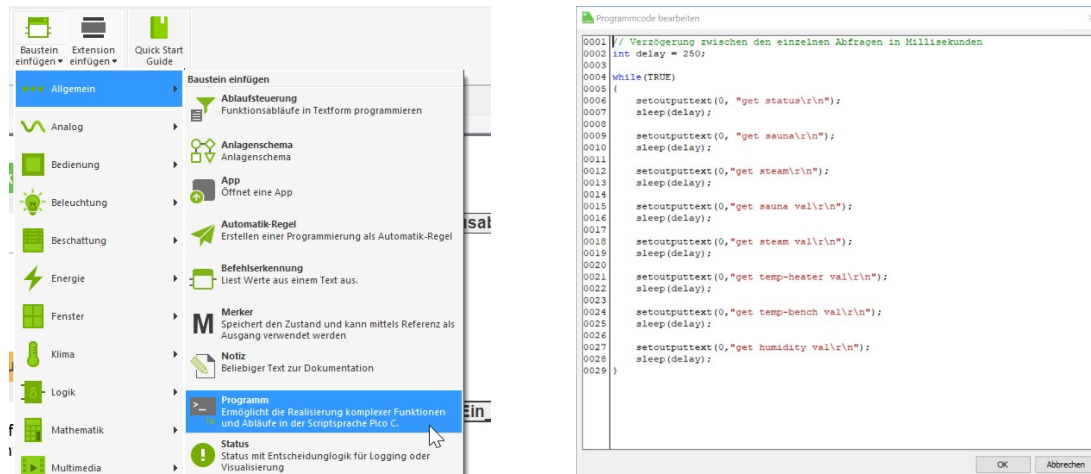 Baustein
einfügen
Extension
einfügen
Quick Start
Guide
Allgemein
Analog
Bedienung
Beleuchtung
Beschattung
Energie
Fenster
Klima
Logik
Mathematik
Multimedia
Baustein einfügen
Ablaufsteuerung
Funktionsabläufe in Textform programmieren
Anlagenschema
Anlagenschema
App
Öffnet eine App
Automatik-Regel
Erstellen einer Programmierung als Automatik-Regel
Befehlserkennung
Liest Werte aus einem Text aus.
M
Merker
Speichert den Zustand und kann mittels Referenz als
Ausgang verwendet werden
Notiz
Beliebiger Text zur Dokumentation
Programm
Ermöglicht die Realisierung komplexer Funktionen
und Abläufe in der Scriptsprache Pico C.
Status
Status mit Entscheidunglogik für Logging oder
Visualisierung
Ein_
Programmcode bearbeiten
0001 // Verzögerung zwischen den einzelnen Abfragen in Millisekunden
0002 int delay = 250;
0003
0004 while(TRUE)
0005 {
0006 setoutputtext(0, "get status\r\n");
0007 sleep(delay);
0008
0009 setoutputtext(0, "get sauna\r\n");
0010 sleep(delay);
0011
0012 setoutputtext(0,"get steam\r\n");
0013 sleep(delay);
0014
0015 setoutputtext(0,"get sauna val\r\n");
0016 sleep(delay);
0017
0018 setoutputtext(0,"get steam val\r\n");
0019 sleep(delay);
0020
0021 setoutputtext(0,"get temp-heater val\r\n");
0022 sleep(delay);
0023
0024 setoutputtext(0,"get temp-bench val\r\n");
0025 sleep(delay);
0026
0027 setoutputtext(0,"get humidity val\r\n");
0028 sleep(delay);
0029 }
OK
Abbrechen